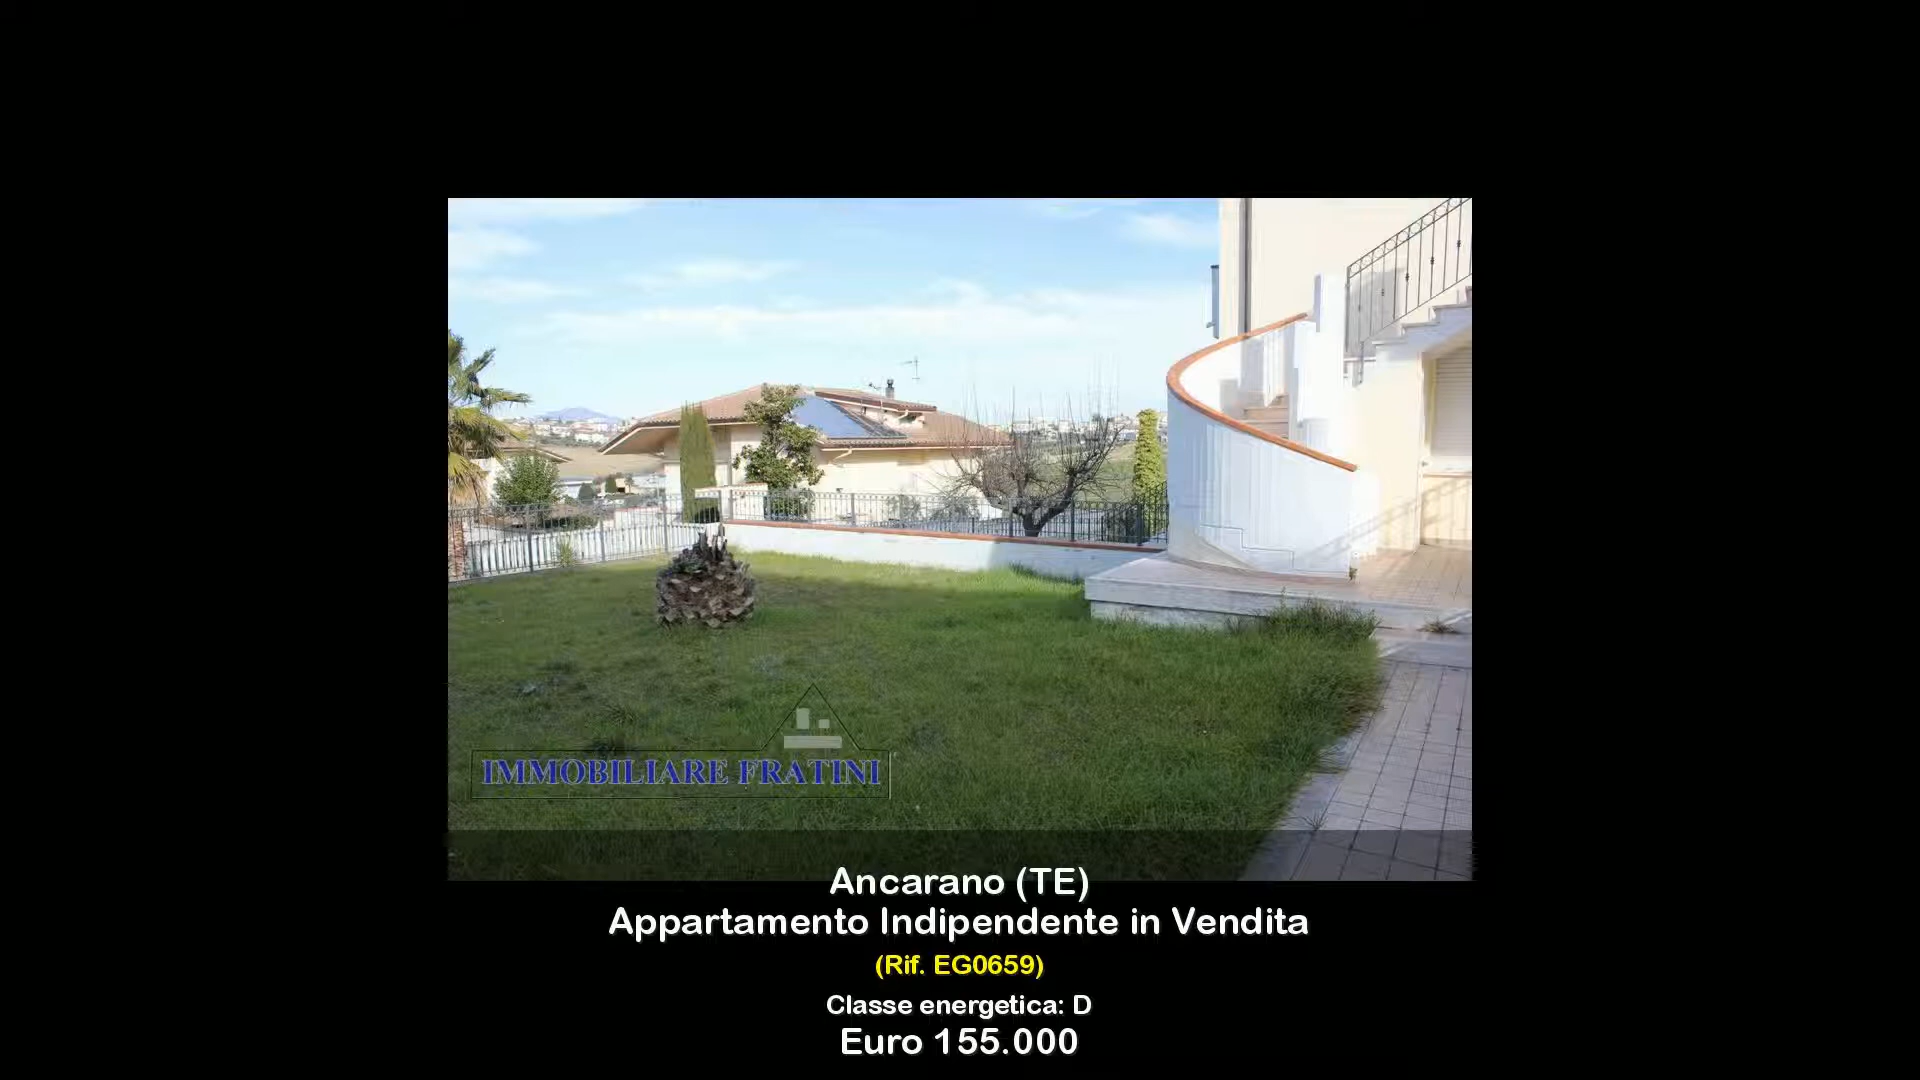 IMMOBILIARE FRATINI
Ancarano (TE)
Appartamento Indipendente in Vendita
(Rif. EG0659)
Classe energetica: D
Euro 155.000